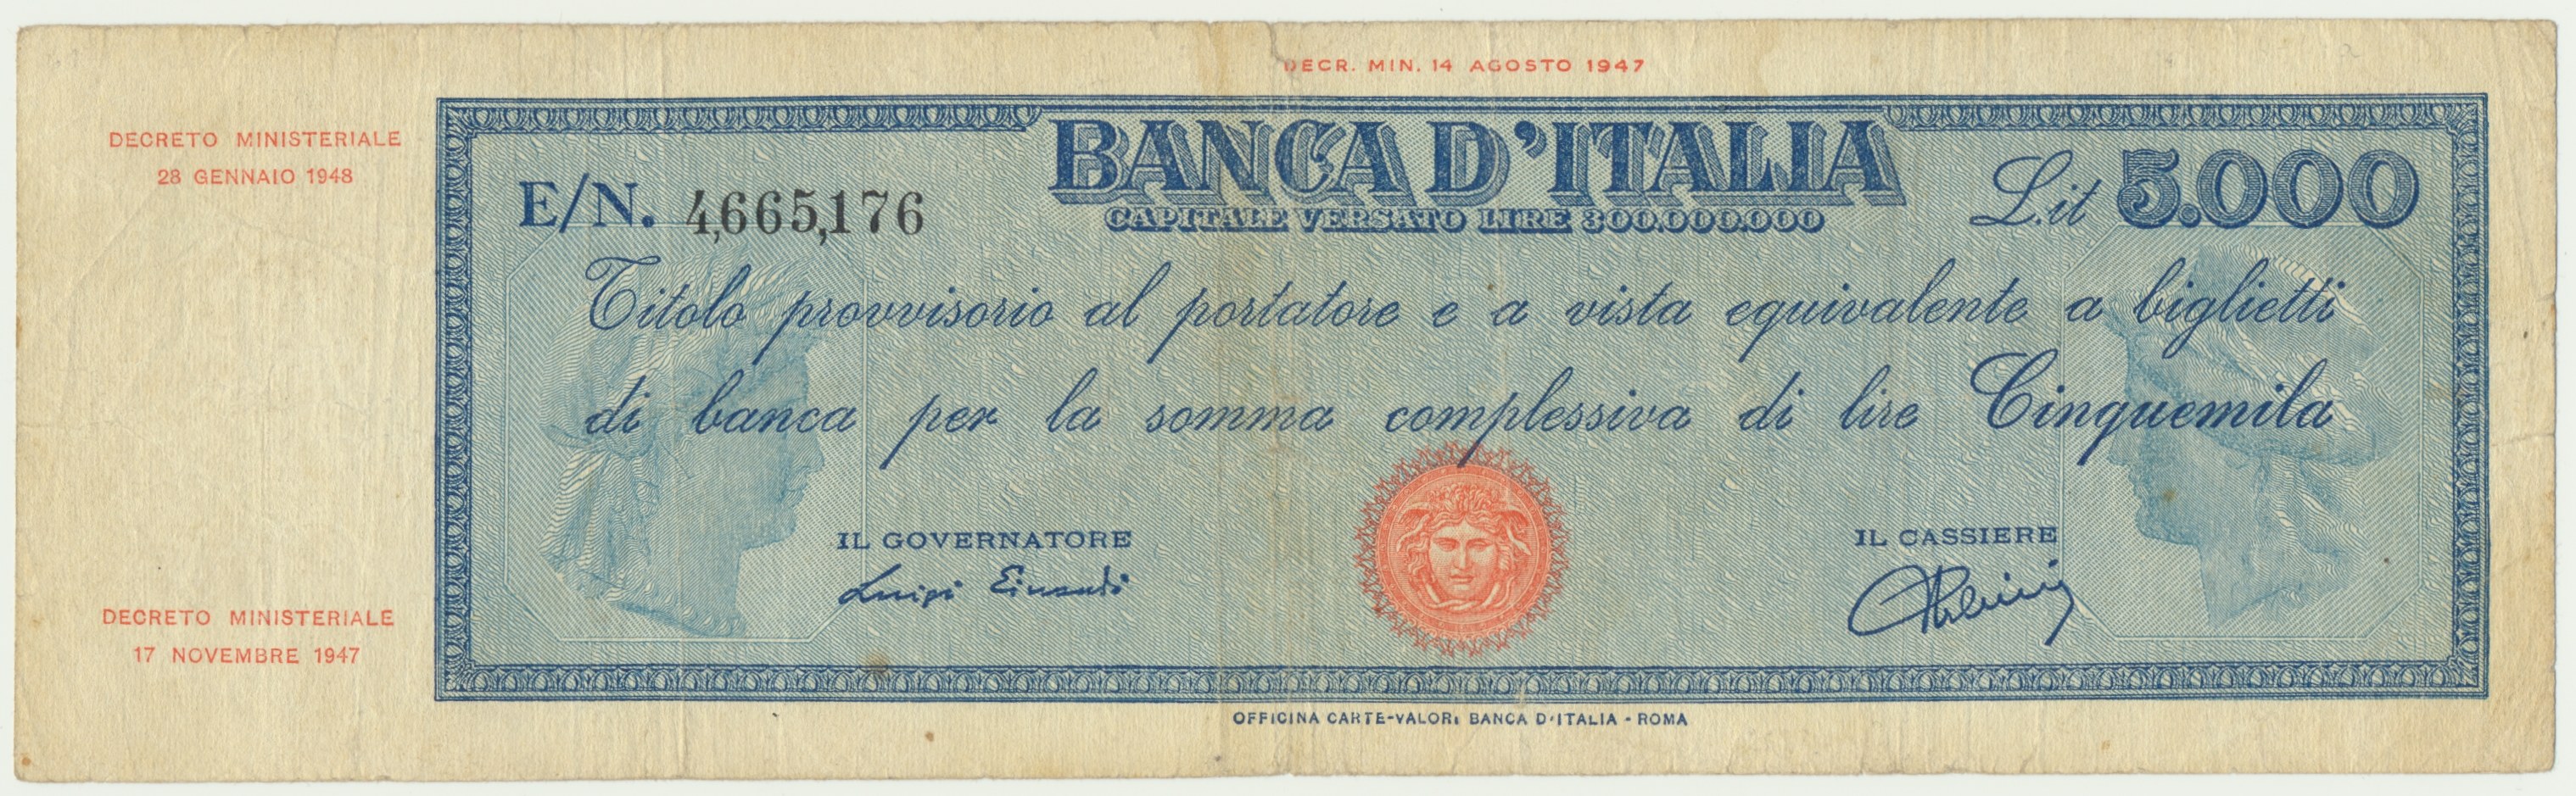 DECR. MIN. 14 AGOSTO 1947
DECRETO MINISTERIALE
28 GENNAIO 1948
BANCA D'ITALIA
CAPITALE VERSATO LIRE 300.000.000
E/N. 4,665,176
L.it 5.000
Titolo provvisorio al portatore e a vista equivalente a biglietti
di banca per la somma complessiva di lire Cinquemila
IL GOVERNATORE
Luigi Einaudi
IL CASSIERE
DECRETO MINISTERIALE
17 NOVEMBRE 1947
OFFICINA CARTE-VALORI BANCA D'ITALIA - ROMA